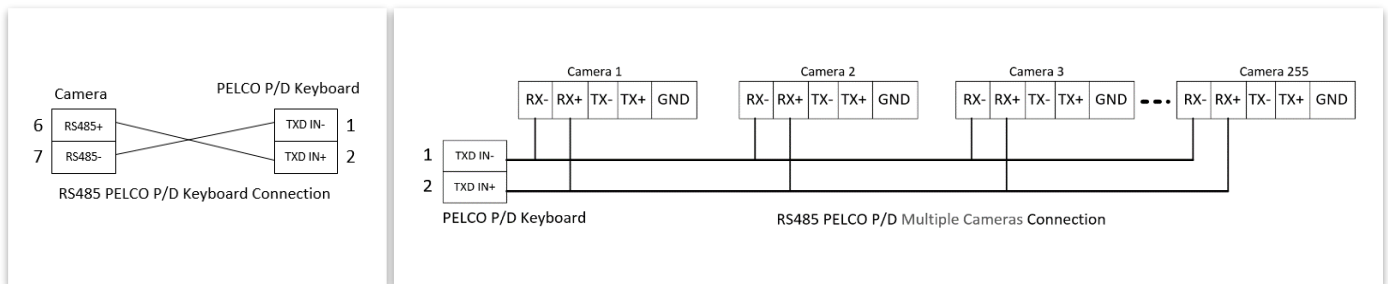 Camera
PELCO P/D Keyboard
6 RS485+ TXD IN- 1
7 RS485- TXD IN+ 2
RS485 PELCO P/D Keyboard Connection
Camera 1 Camera 2 Camera 3 Camera 255
RX- RX+ TX- TX+ GND RX- RX+ TX- TX+ GND RX- RX+ TX- TX+ GND RX- RX+ TX- TX+ GND
1 TXD IN-
2 TXD IN+
PELCO P/D Keyboard
RS485 PELCO P/D Multiple Cameras Connection